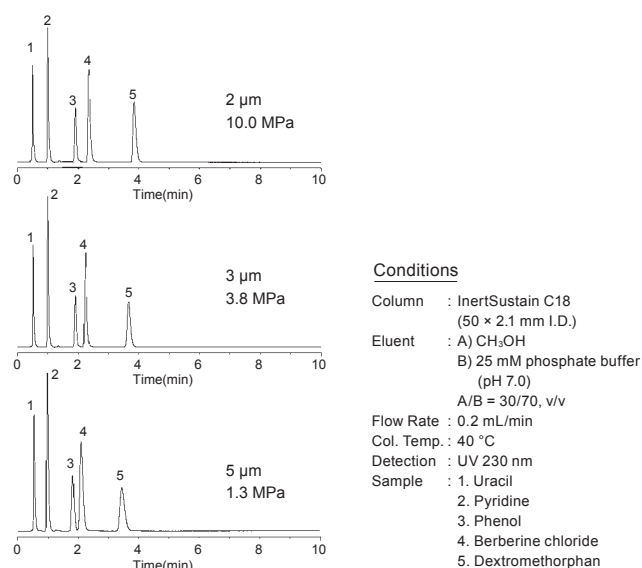 2
1
4
3
5
2 µm
10.0 MPa
0 2 4 6 8 10
Time(min)
2
1
4
3
5
3 µm
3.8 MPa
0 2 4 6 8 10
Time(min)
2
1
4
3
5
5 µm
1.3 MPa
0 2 4 6 8 10
Time(min)
Conditions
Column : InertSustain C18
(50 × 2.1 mm I.D.)
Eluent : A) CH₃OH
B) 25 mM phosphate buffer
(pH 7.0)
A/B = 30/70, v/v
Flow Rate : 0.2 mL/min
Col. Temp. : 40 °C
Detection : UV 230 nm
Sample : 1. Uracil
2. Pyridine
3. Phenol
4. Berberine chloride
5. Dextromethorphan